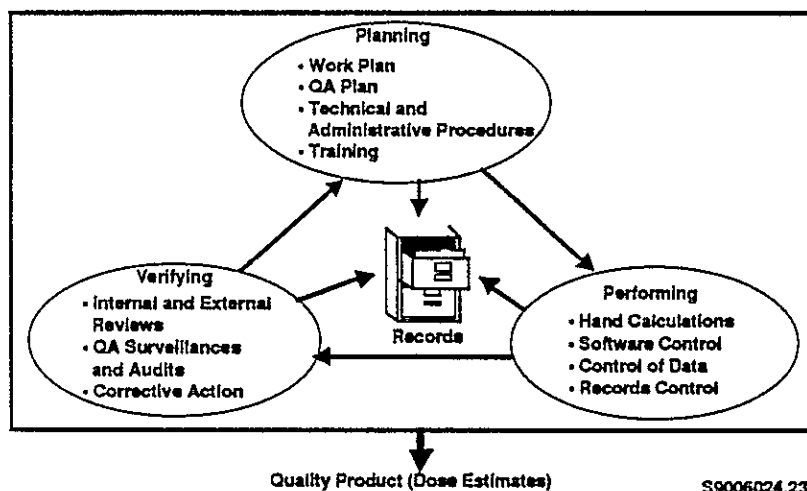 Planning
• Work Plan
• QA Plan
• Technical and
Administrative Procedures
• Training
Verifying
• Internal and External
Reviews
• QA Surveillances
and Audits
• Corrective Action
Records
Performing
• Hand Calculations
• Software Control
• Control of Data
• Records Control
Quality Product (Dose Estimates)
S9006024.23